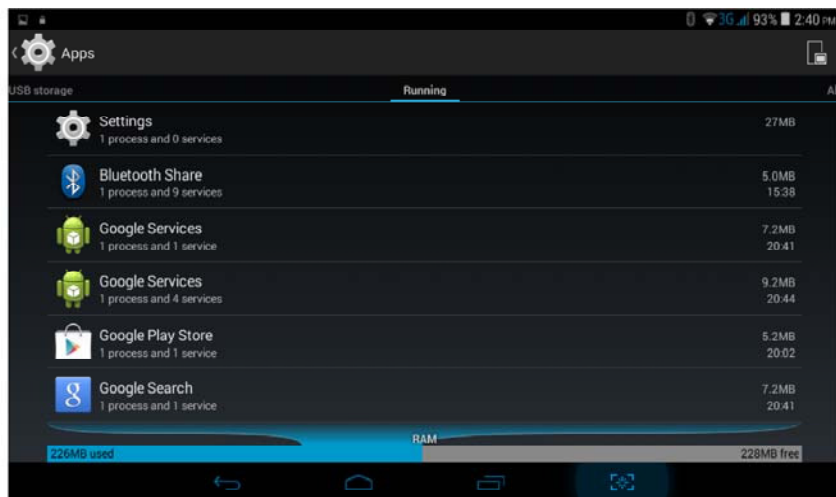 3G 93% 2:40 PM
Apps
USB storage Running Al
Settings 27MB
1 process and 0 services
Bluetooth Share 5.0MB
1 process and 9 services 15:38
Google Services 7.2MB
1 process and 1 service 20:41
Google Services 9.2MB
1 process and 4 services 20:44
Google Play Store 5.2MB
1 process and 1 service 20:02
Google Search 7.2MB
1 process and 1 service 20:41
RAM
226MB used 228MB free